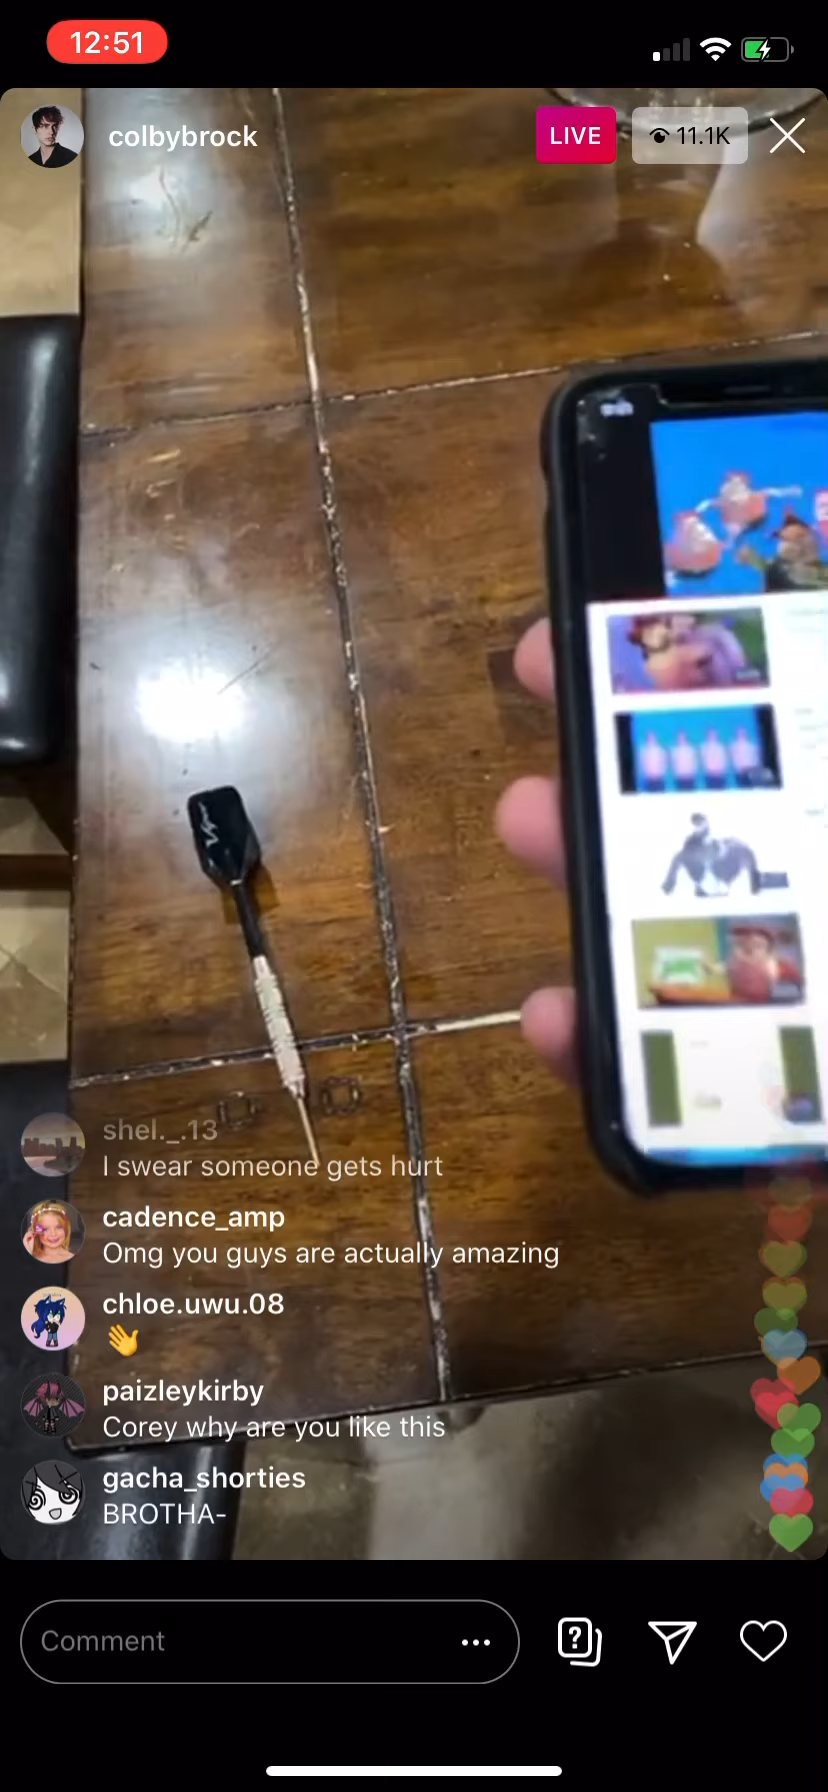 12:51
colbybrock
LIVE
11.1K
shel._.13
I swear someone gets hurt
cadence_amp
Omg you guys are actually amazing
chloe.uwu.08
👋
paizleykirby
Corey why are you like this
gacha_shorties
BROTHA-
Comment